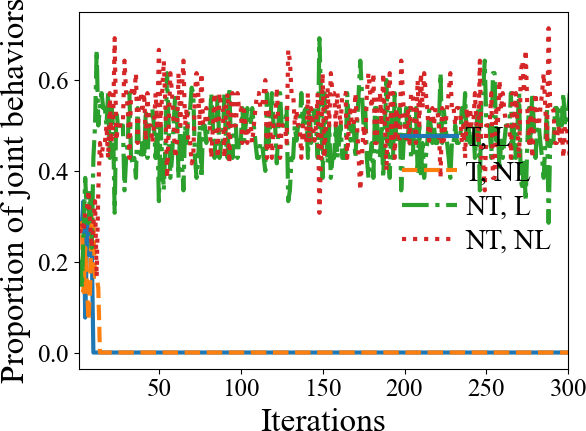 Proportion of joint behaviors
0.6
0.4
0.2
0.0
T, L
T, NL
NT, L
NT, NL
50
100
150
200
250
300
Iterations